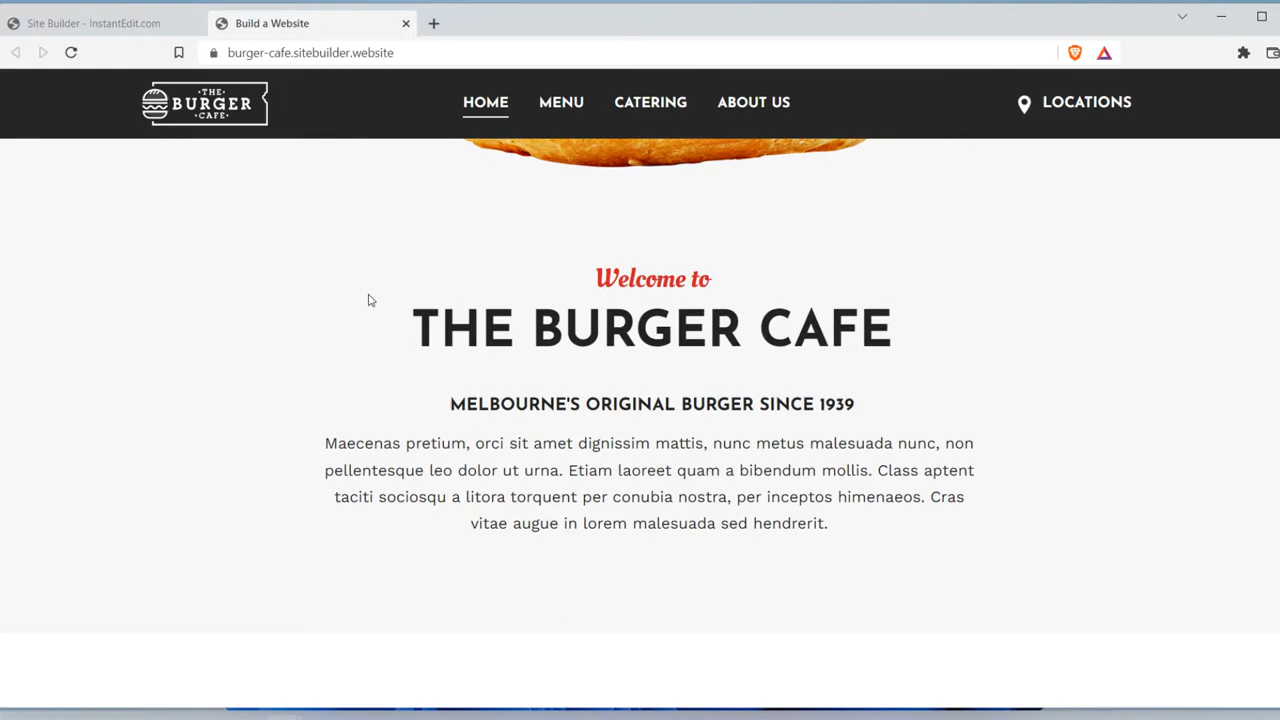 Site Builder - InstantEdit.com
Build a Website
burger-cafe.sitebuilder.website
THE
BURGER
CAFE
HOME
MENU
CATERING
ABOUT US
LOCATIONS
Welcome to
THE BURGER CAFE
MELBOURNE'S ORIGINAL BURGER SINCE 1939
Maecenas pretium, orci sit amet dignissim mattis, nunc metus malesuada nunc, non
pellentesque leo dolor ut urna. Etiam laoreet quam a bibendum mollis. Class aptent
taciti sociosqu a litora torquent per conubia nostra, per inceptos himenaeos. Cras
vitae augue in lorem malesuada sed hendrerit.